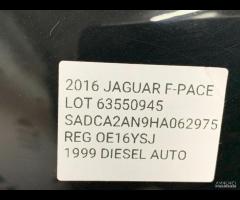 2016 JAGUAR F-PACE
LOT 63550945
SADCA2AN9HA062975
REG OE16YSJ
1999 DIESEL AUTO